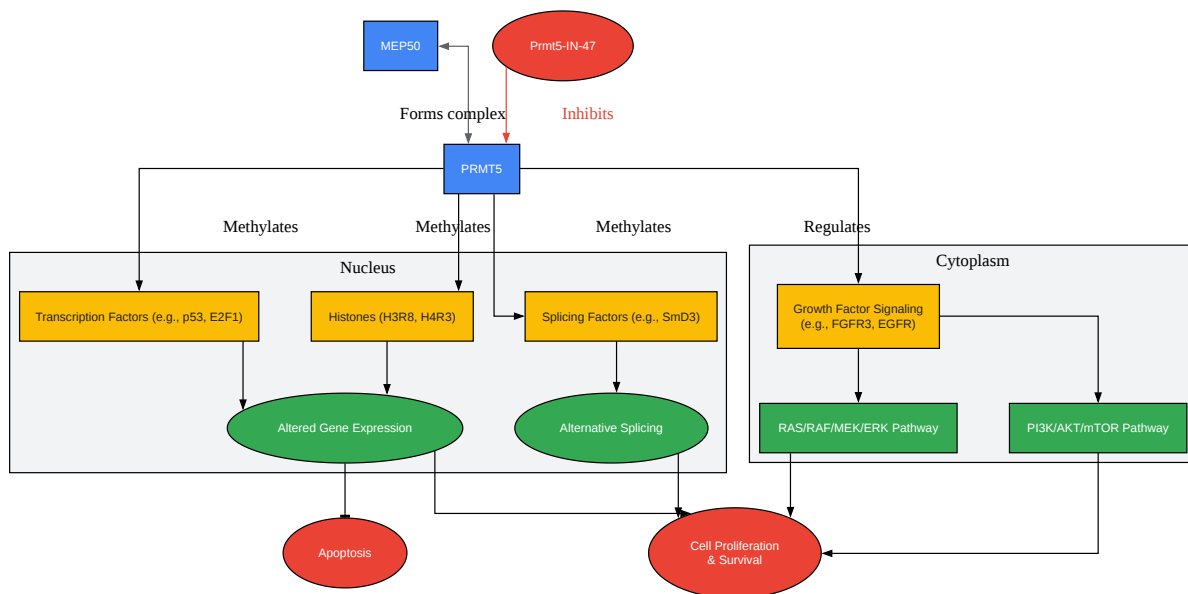 MEP50
Prmt5-IN-47
Forms complex
Inhibits
PRMT5
Methylates
Methylates
Methylates
Regulates
Nucleus
Cytoplasm
Transcription Factors (e.g., p53, E2F1)
Histones (H3R8, H4R3)
Splicing Factors (e.g., SmD3)
Growth Factor Signaling
(e.g., FGFR3, EGFR)
Altered Gene Expression
Alternative Splicing
RAS/RAF/MEK/ERK Pathway
PI3K/AKT/mTOR Pathway
Apoptosis
Cell Proliferation
& Survival